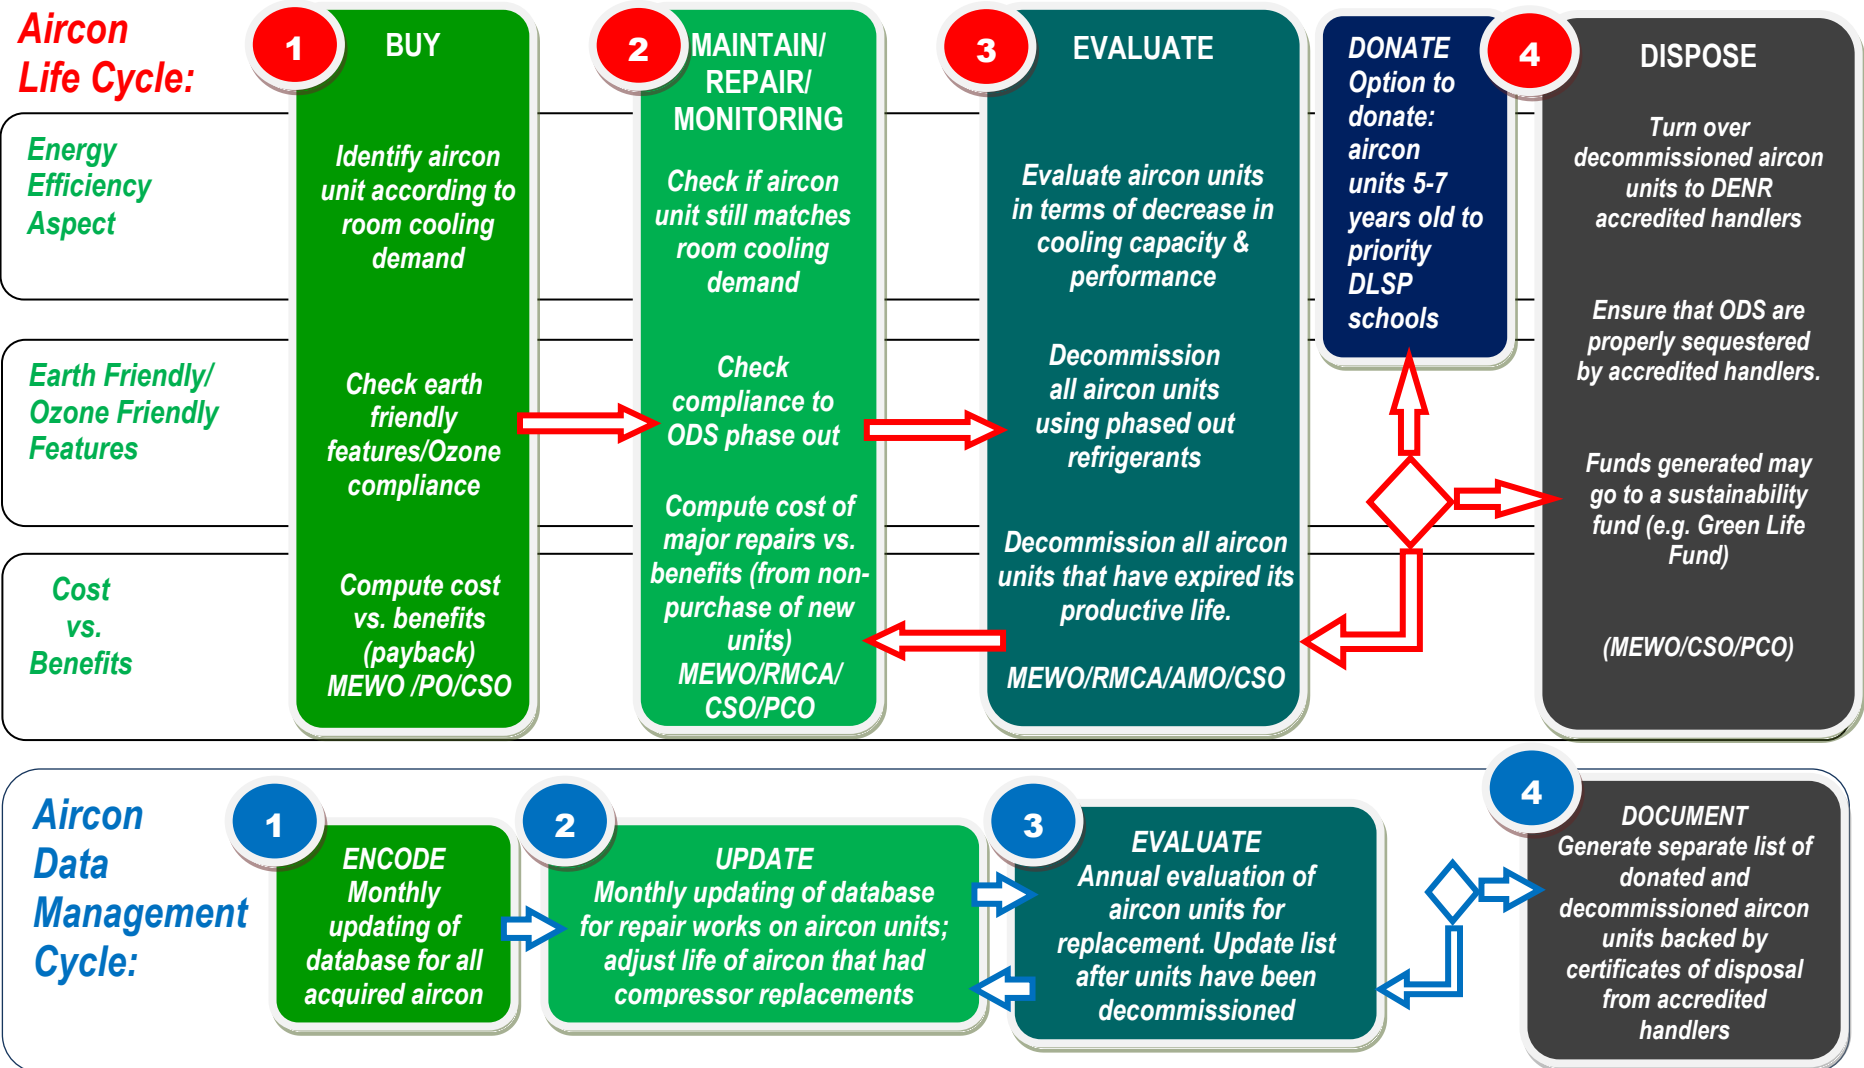 Aircon
Life Cycle:
1
BUY
2
MAINTAIN/
REPAIR/
MONITORING
3
EVALUATE
DONATE
Option to
donate:
aircon
units 5-7
years old to
priority
DLSP
schools
4
DISPOSE
Energy
Efficiency
Aspect
Identify aircon
unit according to
room cooling
demand
Check if aircon
unit still matches
room cooling
demand
Evaluate aircon units
in terms of decrease in
cooling capacity &
performance
Turn over
decommissioned aircon
units to DENR
accredited handlers
Earth Friendly/
Ozone Friendly
Features
Check earth
friendly
features/Ozone
compliance
Check
compliance to
ODS phase out
Decommission
all aircon units
using phased out
refrigerants
Ensure that ODS are
properly sequestered
by accredited handlers.
Cost
vs.
Benefits
Compute cost
vs. benefits
(payback)
MEWO /PO/CSO
Compute cost of
major repairs vs.
benefits (from non-
purchase of new
units)
MEWO/RMCA/
CSO/PCO
Decommission all aircon
units that have expired its
productive life.
MEWO/RMCA/AMO/CSO
Funds generated may
go to a sustainability
fund (e.g. Green Life
Fund)
(MEWO/CSO/PCO)
Aircon
Data
Management
Cycle:
1
ENCODE
Monthly
updating of
database for all
acquired aircon
2
UPDATE
Monthly updating of database
for repair works on aircon units;
adjust life of aircon that had
compressor replacements
3
EVALUATE
Annual evaluation of
aircon units for
replacement. Update list
after units have been
decommissioned
4
DOCUMENT
Generate separate list of
donated and
decommissioned aircon
units backed by
certificates of disposal
from accredited
handlers